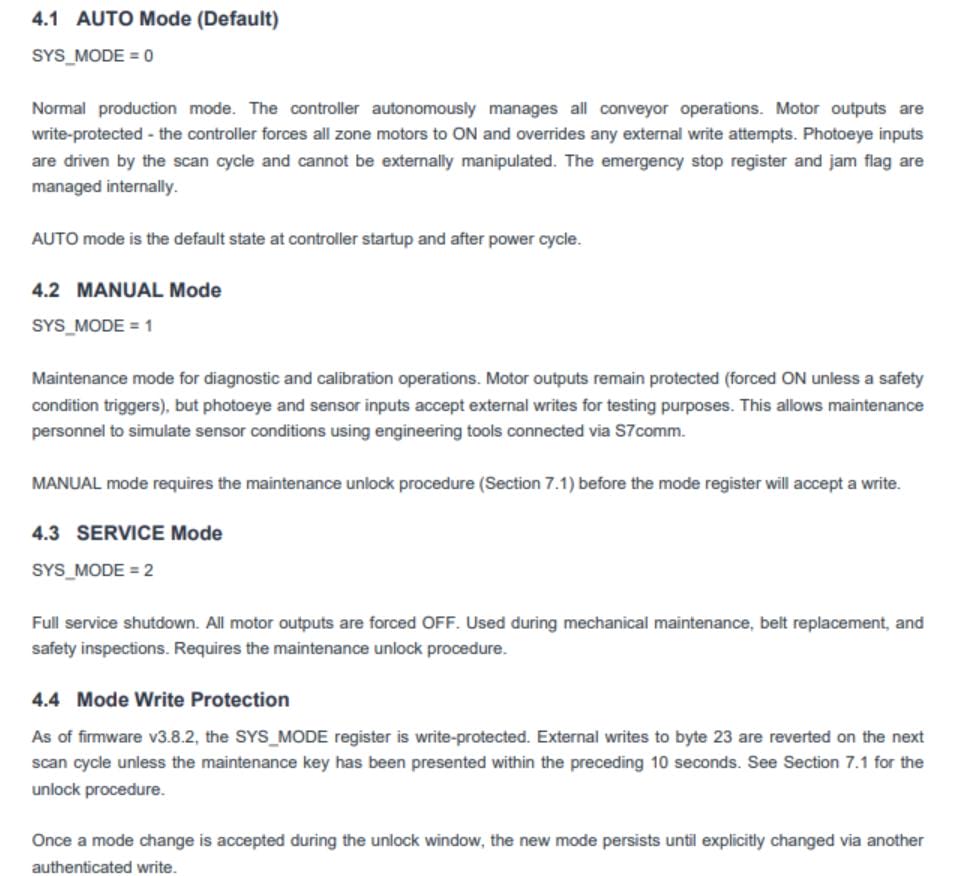 4.1 AUTO Mode (Default)
SYS_MODE = 0
Normal production mode. The controller autonomously manages all conveyor operations. Motor outputs are
write-protected - the controller forces all zone motors to ON and overrides any external write attempts. Photoeye inputs
are driven by the scan cycle and cannot be externally manipulated. The emergency stop register and jam flag are
managed internally.
AUTO mode is the default state at controller startup and after power cycle.
4.2 MANUAL Mode
SYS_MODE = 1
Maintenance mode for diagnostic and calibration operations. Motor outputs remain protected (forced ON unless a safety
condition triggers), but photoeye and sensor inputs accept external writes for testing purposes. This allows maintenance
personnel to simulate sensor conditions using engineering tools connected via S7comm.
MANUAL mode requires the maintenance unlock procedure (Section 7.1) before the mode register will accept a write.
4.3 SERVICE Mode
SYS_MODE = 2
Full service shutdown. All motor outputs are forced OFF. Used during mechanical maintenance, belt replacement, and
safety inspections. Requires the maintenance unlock procedure.
4.4 Mode Write Protection
As of firmware v3.8.2, the SYS_MODE register is write-protected. External writes to byte 23 are reverted on the next
scan cycle unless the maintenance key has been presented within the preceding 10 seconds. See Section 7.1 for the
unlock procedure.
Once a mode change is accepted during the unlock window, the new mode persists until explicitly changed via another
authenticated write.